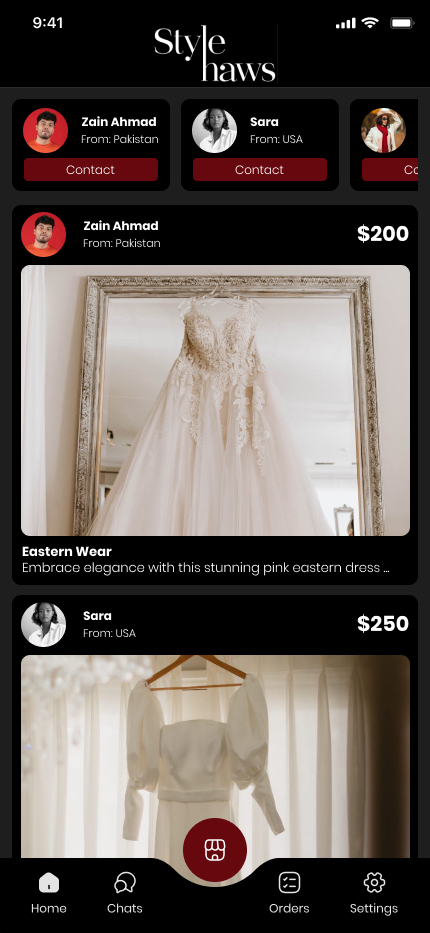 9:41
Style
haws
Zain Ahmad
From: Pakistan
Contact
Sara
From: USA
Contact
Co
Zain Ahmad
From: Pakistan
$200
Eastern Wear
Embrace elegance with this stunning pink eastern dress ...
Sara
From: USA
$250
Home
Chats
Orders
Settings